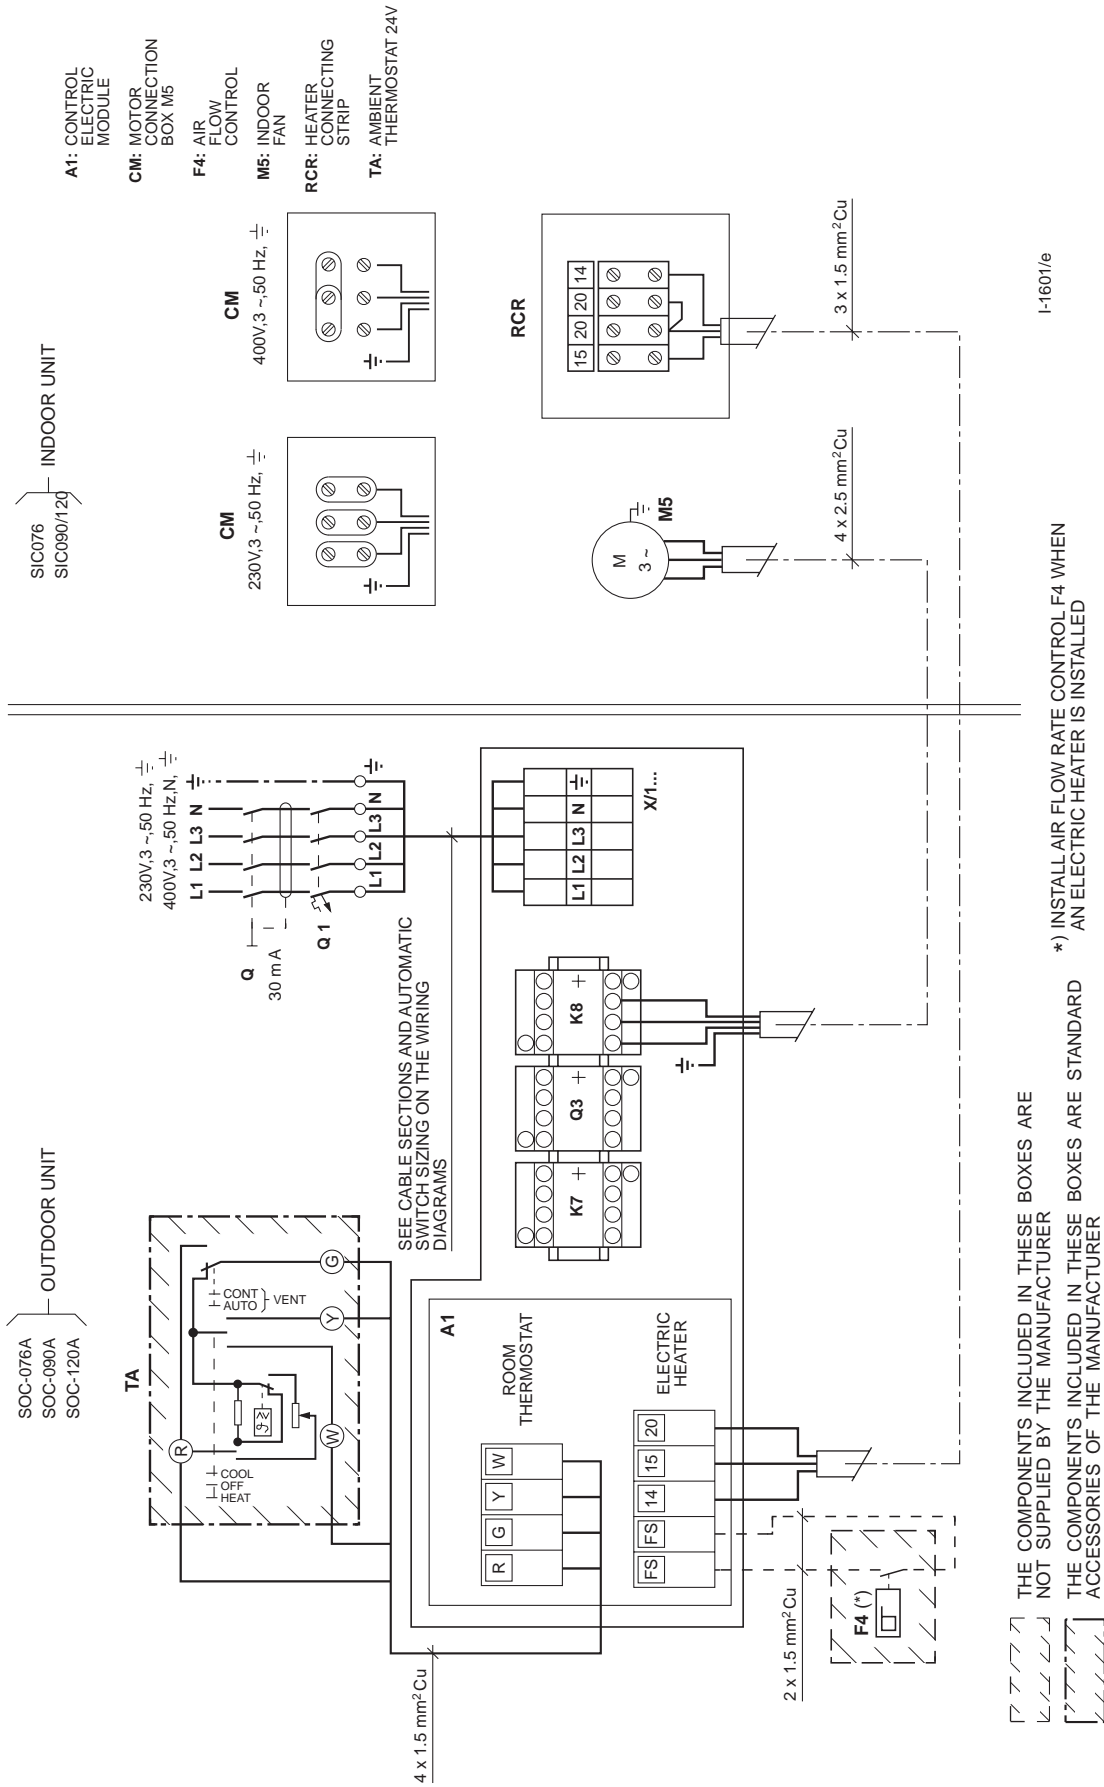 SOC-076A
SOC-090A
SOC-120A
OUTDOOR UNIT
SIC076
SIC090/120
INDOOR UNIT
A1: CONTROL
ELECTRIC
MODULE
CM: MOTOR
CONNECTION
BOX M5
F4: AIR
FLOW
CONTROL
M5: INDOOR
FAN
RCR: HEATER
CONNECTING
STRIP
TA: AMBIENT
THERMOSTAT 24V
TA
R
COOL
OFF
HEAT
CONT
AUTO
VENT
W
Y
G
230V,3 ~,50 Hz,
400V,3 ~,50 Hz,N,
L1 L2 L3 N
Q
30 m A
Q 1
L1 L2 L3 N
SEE CABLE SECTIONS AND AUTOMATIC
SWITCH SIZING ON THE WIRING
DIAGRAMS
CM
230V,3 ~,50 Hz,
CM
400V,3 ~,50 Hz,
4 x 1.5 mm² Cu
A1
ROOM
THERMOSTAT
R G Y W
ELECTRIC
HEATER
FS FS 14 15 20
K7
Q3
K8
L1 L2 L3 N
X/1...
M
3 ~
M5
RCR
15 20 20 14
2 x 1.5 mm² Cu
F4 (*)
4 x 2.5 mm² Cu
3 x 1.5 mm² Cu
THE COMPONENTS INCLUDED IN THESE BOXES ARE
NOT SUPPLIED BY THE MANUFACTURER
THE COMPONENTS INCLUDED IN THESE BOXES ARE STANDARD
ACCESSORIES OF THE MANUFACTURER
*) INSTALL AIR FLOW RATE CONTROL F4 WHEN
AN ELECTRIC HEATER IS INSTALLED
I-1601/e